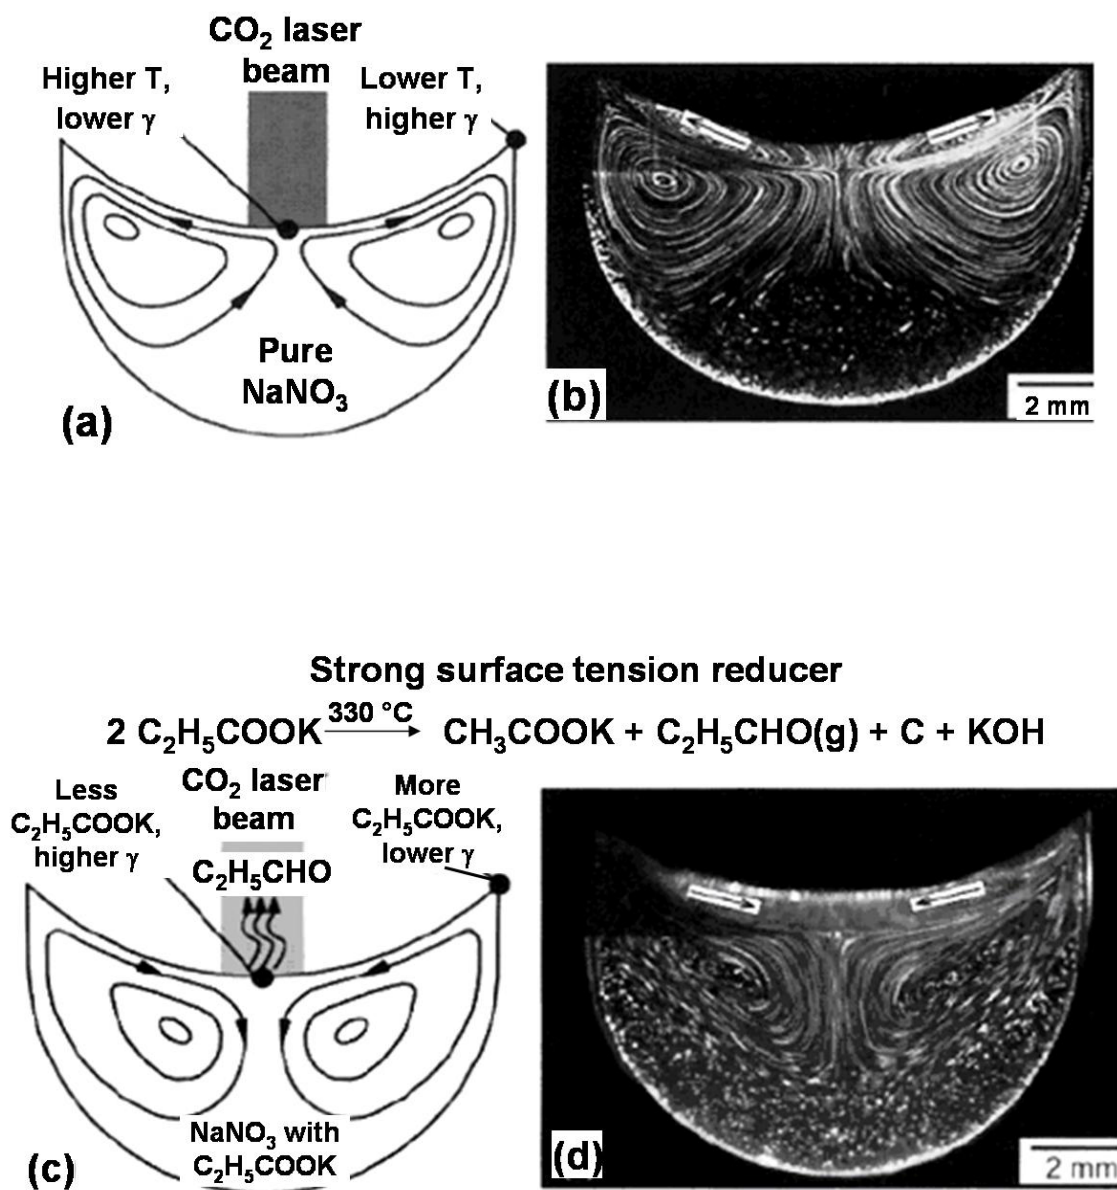 CO₂ laser
beam
Higher T,
lower γ
Lower T,
higher γ
Pure
NaNO₃
(a)
(b)
2 mm
Strong surface tension reducer
2 C₂H₅COOK 330 °C → CH₃COOK + C₂H₅CHO(g) + C + KOH
Less
C₂H₅COOK,
higher γ
CO₂ laser
beam
More
C₂H₅COOK,
lower γ
C₂H₅CHO
NaNO₃ with
C₂H₅COOK
(c)
(d)
2 mm